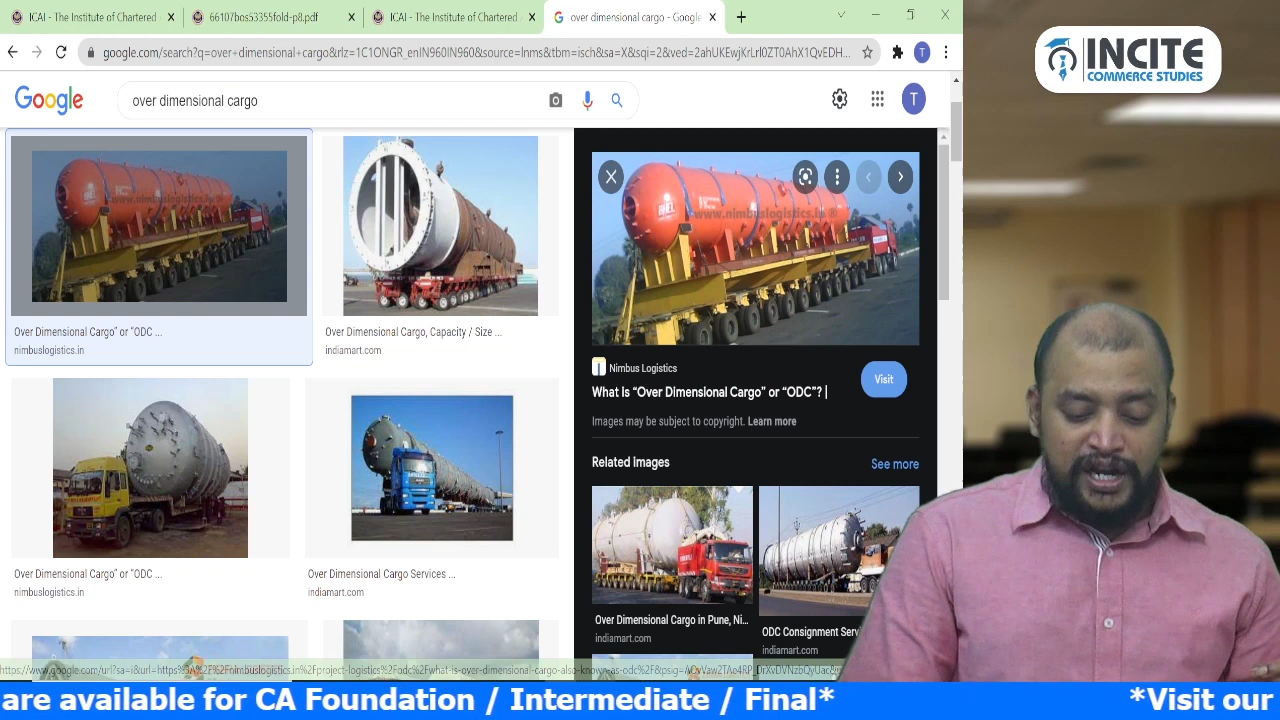 ICAI - The Institute of Chartered
66107bos53355fold-p8.pdf
ICAI - The Institute of Chartered
over dimensional cargo - Google
google.com/search?q=over+dimensional+cargo&rlz=1C1ONGR_enIN960IN960&source=lnms&tbm=isch&sa=X&sqi=2&ved=2ahUKEwjKrLrl0ZT0AhX1QvEDH...
T
Google
over dimensional cargo
T
INCITE
COMMERCE STUDIES
www.nimbuslogistics.in ®
BHEL
Over Dimensional Cargo" or "ODC ...
nimbuslogistics.in
Over Dimensional Cargo, Capacity / Size ...
indiamart.com
Nimbus Logistics
What is “Over Dimensional Cargo” or “ODC”? |
Visit
Images may be subject to copyright. Learn more
Related images
See more
Over Dimensional Cargo" or "ODC ...
nimbuslogistics.in
Over Dimensional Cargo Services ...
indiamart.com
Over Dimensional Cargo in Pune, Ni...
indiamart.com
ODC Consignment Serv
indiamart.com
are available for CA Foundation / Intermediate / Final*
*Visit our